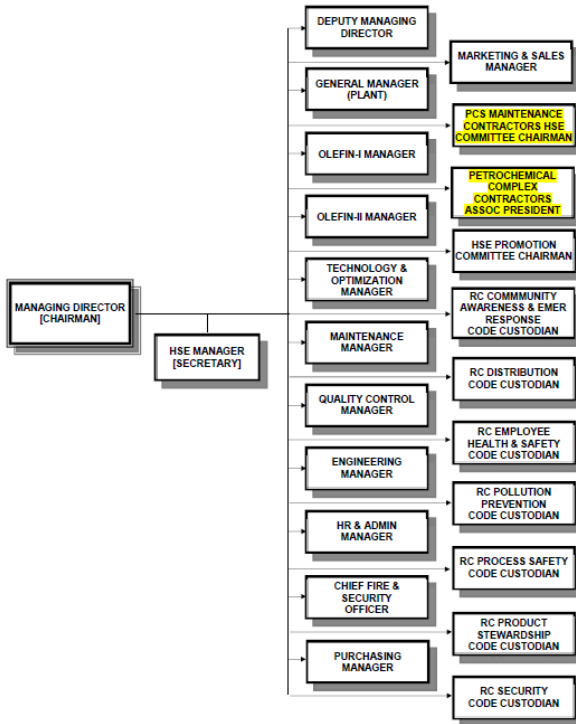 DEPUTY MANAGING
DIRECTOR
MARKETING & SALES
MANAGER
GENERAL MANAGER
(PLANT)
PCS MAINTENANCE
CONTRACTORS HSE
COMMITTEE CHAIRMAN
OLEFIN-I MANAGER
PETROCHEMICAL
COMPLEX
CONTRACTORS
ASSOC PRESIDENT
OLEFIN-II MANAGER
HSE PROMOTION
COMMITTEE CHAIRMAN
TECHNOLOGY &
OPTIMIZATION
MANAGER
MANAGING DIRECTOR
[CHAIRMAN]
RC COMMMUNITY
AWARENESS & EMER
RESPONSE
CODE CUSTODIAN
HSE MANAGER
[SECRETARY]
MAINTENANCE
MANAGER
RC DISTRIBUTION
CODE CUSTODIAN
QUALITY CONTROL
MANAGER
RC EMPLOYEE
HEALTH & SAFETY
CODE CUSTODIAN
ENGINEERING
MANAGER
RC POLLUTION
PREVENTION
CODE CUSTODIAN
HR & ADMIN
MANAGER
RC PROCESS SAFETY
CODE CUSTODIAN
CHIEF FIRE &
SECURITY
OFFICER
RC PRODUCT
STEWARDSHIP
CODE CUSTODIAN
PURCHASING
MANAGER
RC SECURITY
CODE CUSTODIAN